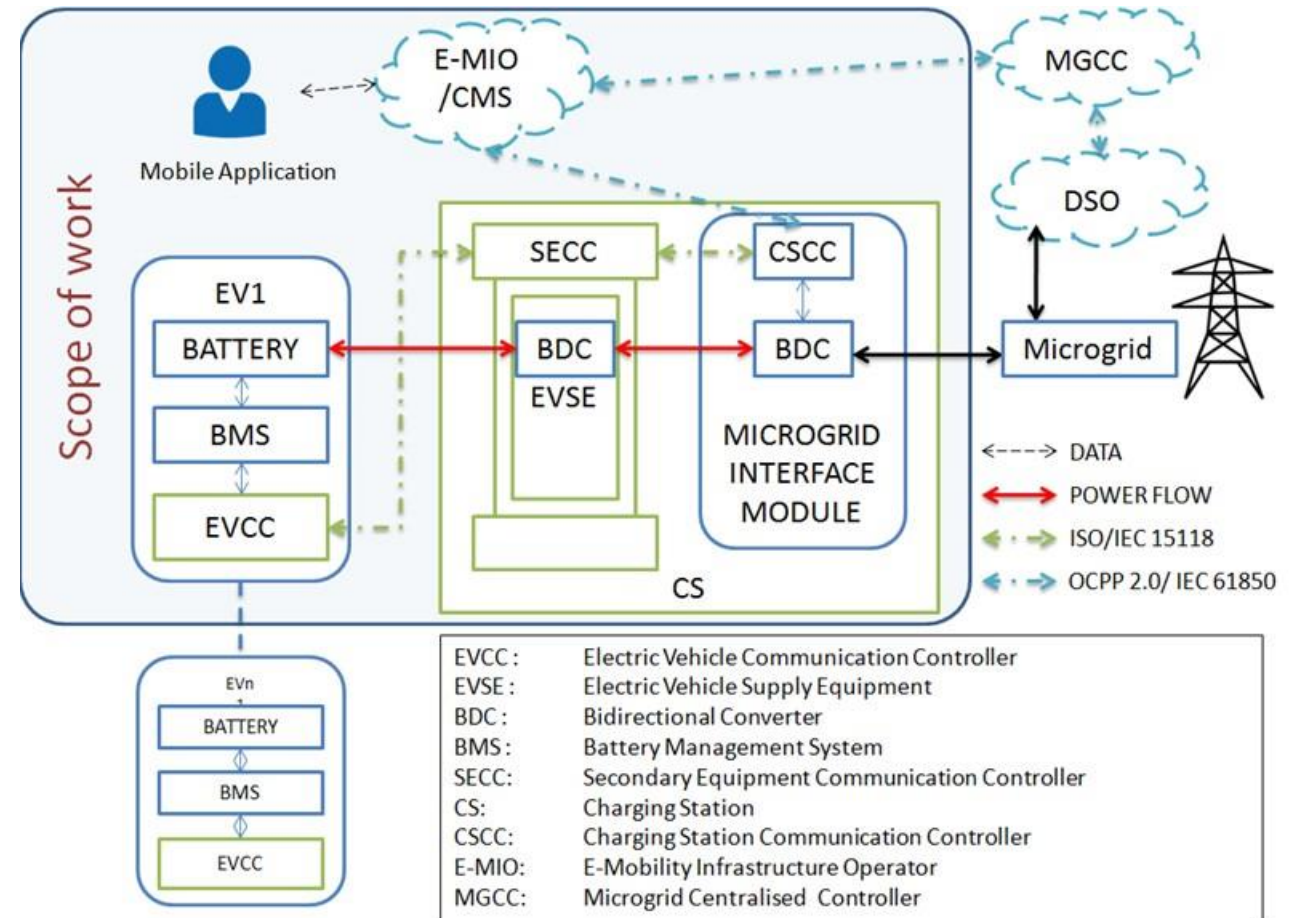 E-MIO
/CMS
MGCC
Mobile Application
DSO
Scope of work
SECC
CSCC
EV1
BATTERY
BDC
BDC
Microgrid
EVSE
BMS
MICROGRID
INTERFACE
MODULE
EVCC
CS
DATA
POWER FLOW
ISO/IEC 15118
OCPP 2.0/ IEC 61850
EVn
BATTERY
BMS
EVCC
EVCC : Electric Vehicle Communication Controller
EVSE : Electric Vehicle Supply Equipment
BDC : Bidirectional Converter
BMS : Battery Management System
SECC: Secondary Equipment Communication Controller
CS: Charging Station
CSCC: Charging Station Communication Controller
E-MIO: E-Mobility Infrastructure Operator
MGCC: Microgrid Centralised Controller